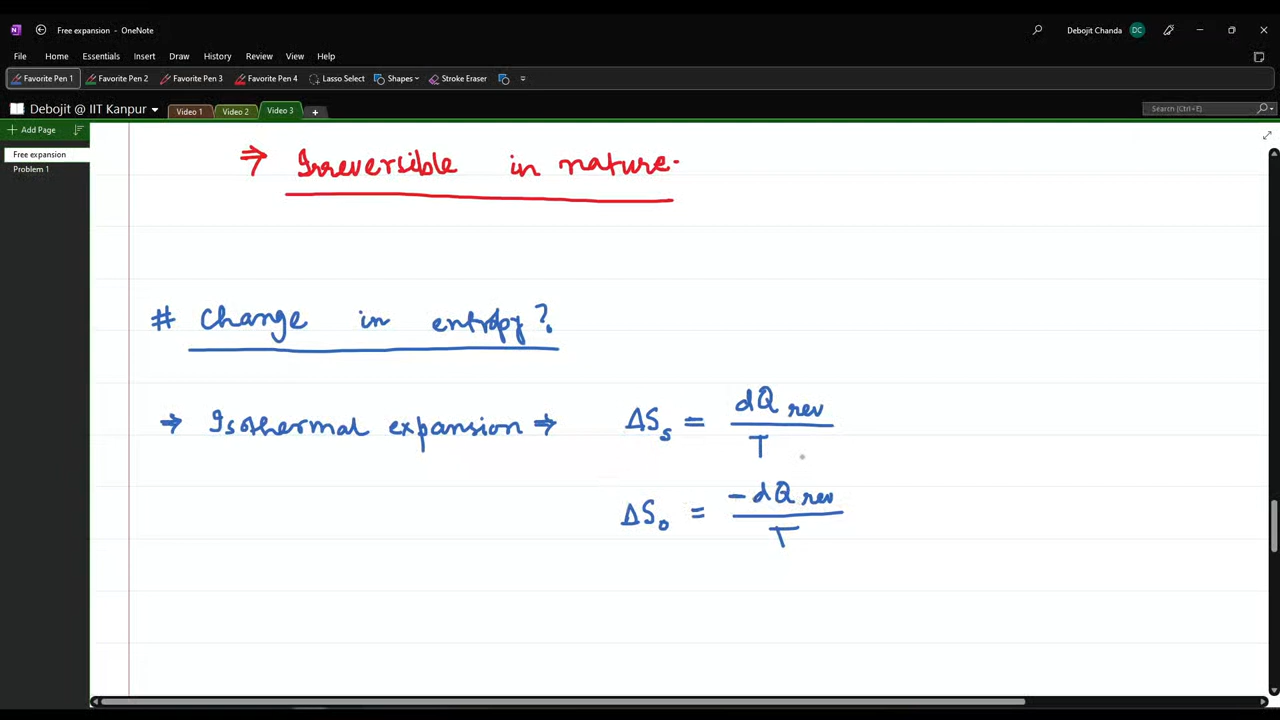 Free expansion - OneNote
Debojit Chanda DC
File Home Essentials Insert Draw History Review View Help
Favorite Pen 1 Favorite Pen 2 Favorite Pen 3 Favorite Pen 4 Lasso Select Shapes Stroke Eraser
Debojit @ IIT Kanpur Video 1 Video 2 Video 3 +
Search (Ctrl+E)
+ Add Page
Free expansion
Problem 1
⇒ Irreversible in nature.
# Change in entropy?
⇒ Isothermal expansion ⇒ ΔSs = dQ rev / T
ΔSo = -dQ rev / T